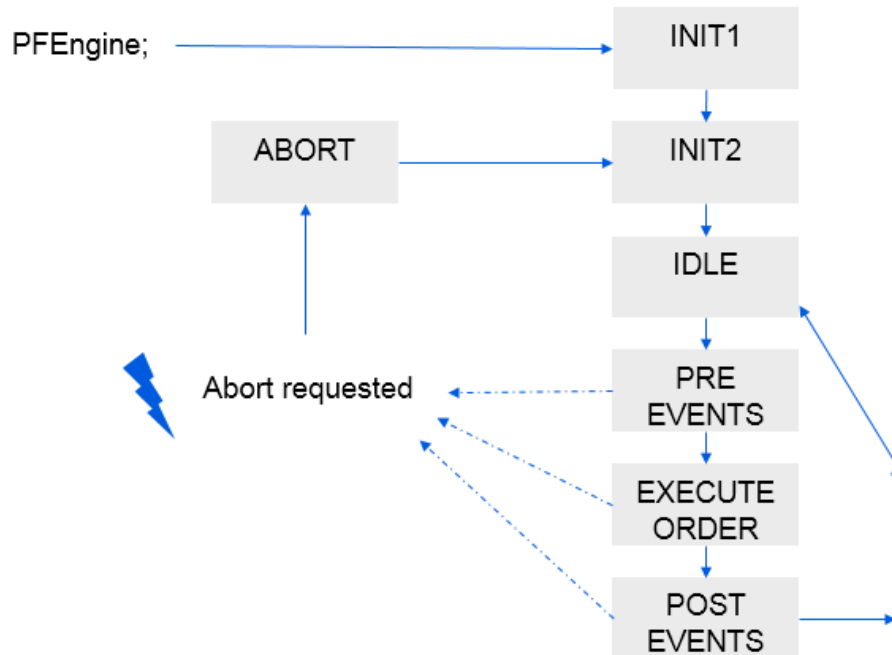 PFEngine;
INIT1
ABORT
INIT2
IDLE
Abort requested
PRE
EVENTS
EXECUTE
ORDER
POST
EVENTS